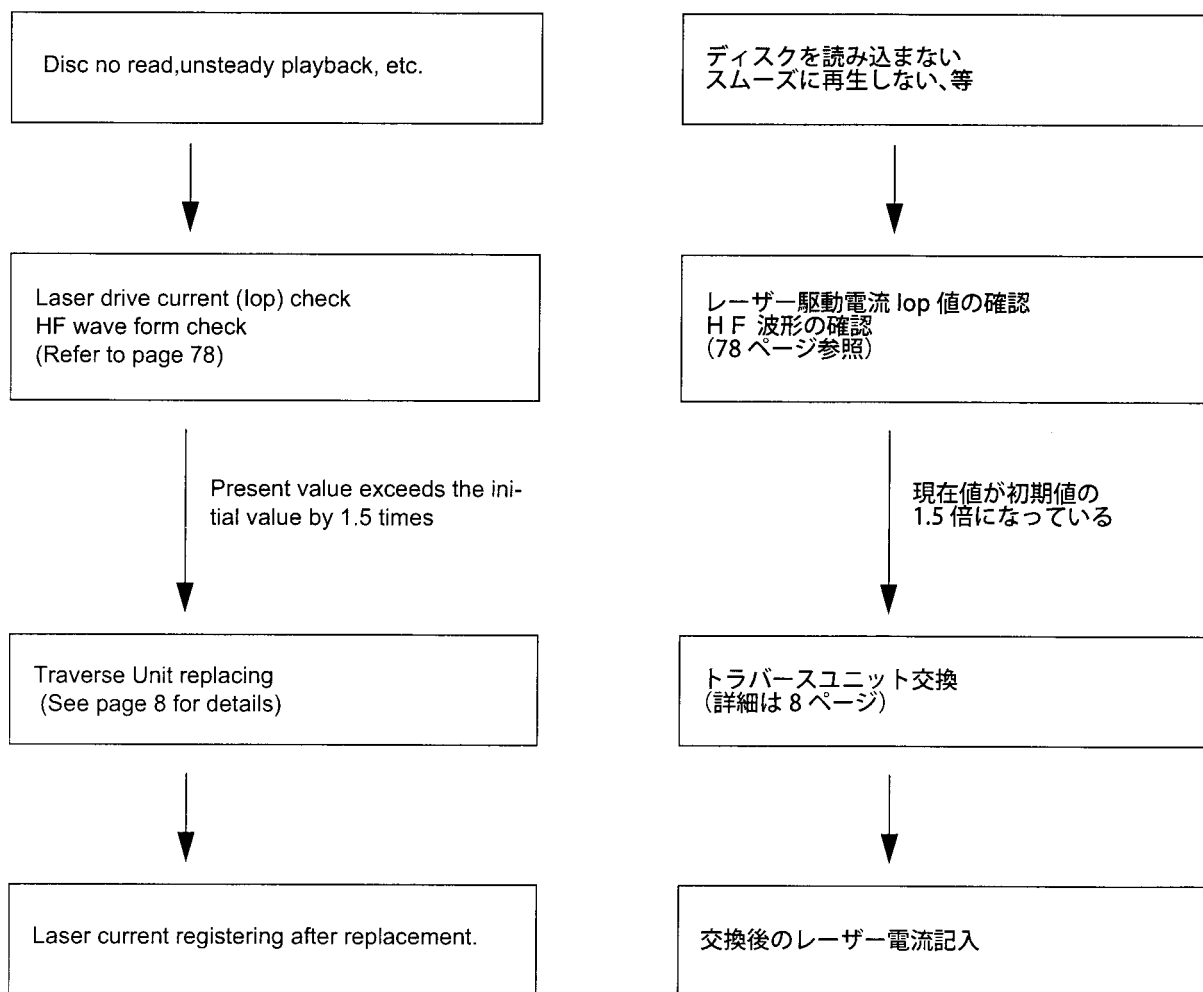 Disc no read,unsteady playback, etc.
Laser drive current (Iop) check
HF wave form check
(Refer to page 78)
Present value exceeds the ini-
tial value by 1.5 times
Traverse Unit replacing
(See page 8 for details)
Laser current registering after replacement.
ディスクを読み込まない
スムーズに再生しない、等
レーザー駆動電流 Iop 値の確認
ＨＦ 波形の確認
（78 ページ参照）
現在値が初期値の
1.5 倍になっている
トラバースユニット交換
（詳細は 8 ページ）
交換後のレーザー電流記入